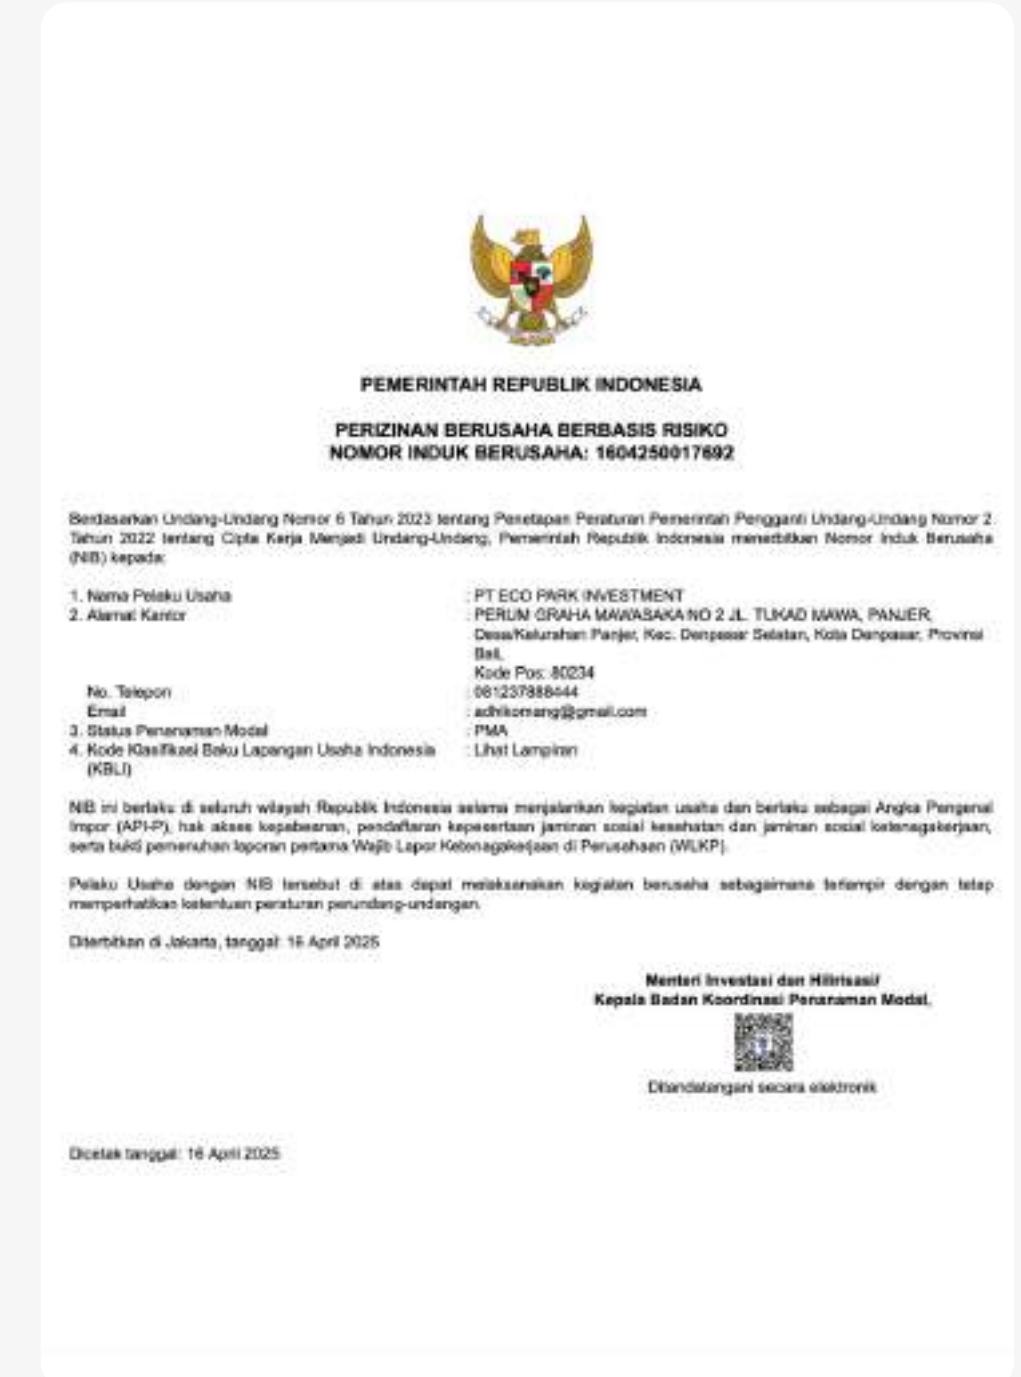 PEMERINTAH REPUBLIK INDONESIA
PERIZINAN BERUSAHA BERBASIS RISIKO
NOMOR INDUK BERUSAHA: 1604250017692
Berdasarkan Undang-Undang Nomor 6 Tahun 2023 tentang Penetapan Peraturan Pemerintah Pengganti Undang-Undang Nomor 2
Tahun 2022 tentang Cipta Kerja Menjadi Undang-Undang, Pemerintah Republik Indonesia menerbitkan Nomor Induk Berusaha
(NIB) kepada:
1. Nama Pelaku Usaha : PT ECO PARK INVESTMENT
2. Alamat Kantor : PERUM GRAHA MAWASAKA NO 2 JL. TUKAD MAWA, PANJER,
Desa/Kelurahan Panjer, Kec. Denpasar Selatan, Kota Denpasar, Provinsi
Bali,
Kode Pos: 80234
No. Telepon : 081237888444
Email : adhikomang@gmail.com
3. Status Penanaman Modal : PMA
4. Kode Klasifikasi Baku Lapangan Usaha Indonesia : Lihat Lampiran
(KBLI)
NIB ini berlaku di seluruh wilayah Republik Indonesia selama menjalankan kegiatan usaha dan berlaku sebagai Angka Pengenal
Impor (API-P), hak akses kepabeanan, pendaftaran kepesertaan jaminan sosial kesehatan dan jaminan sosial ketenagakerjaan,
serta bukti pemenuhan laporan pertama Wajib Lapor Ketenagakerjaan di Perusahaan (WLKP).
Pelaku Usaha dengan NIB tersebut di atas dapat melaksanakan kegiatan berusaha sebagaimana terlampir dengan tetap
memperhatikan ketentuan peraturan perundang-undangan.
Diterbitkan di Jakarta, tanggal: 16 April 2025
Menteri Investasi dan Hilirisasi/
Kepala Badan Koordinasi Penanaman Modal,
Ditandatangani secara elektronik
Dicetak tanggal: 16 April 2025